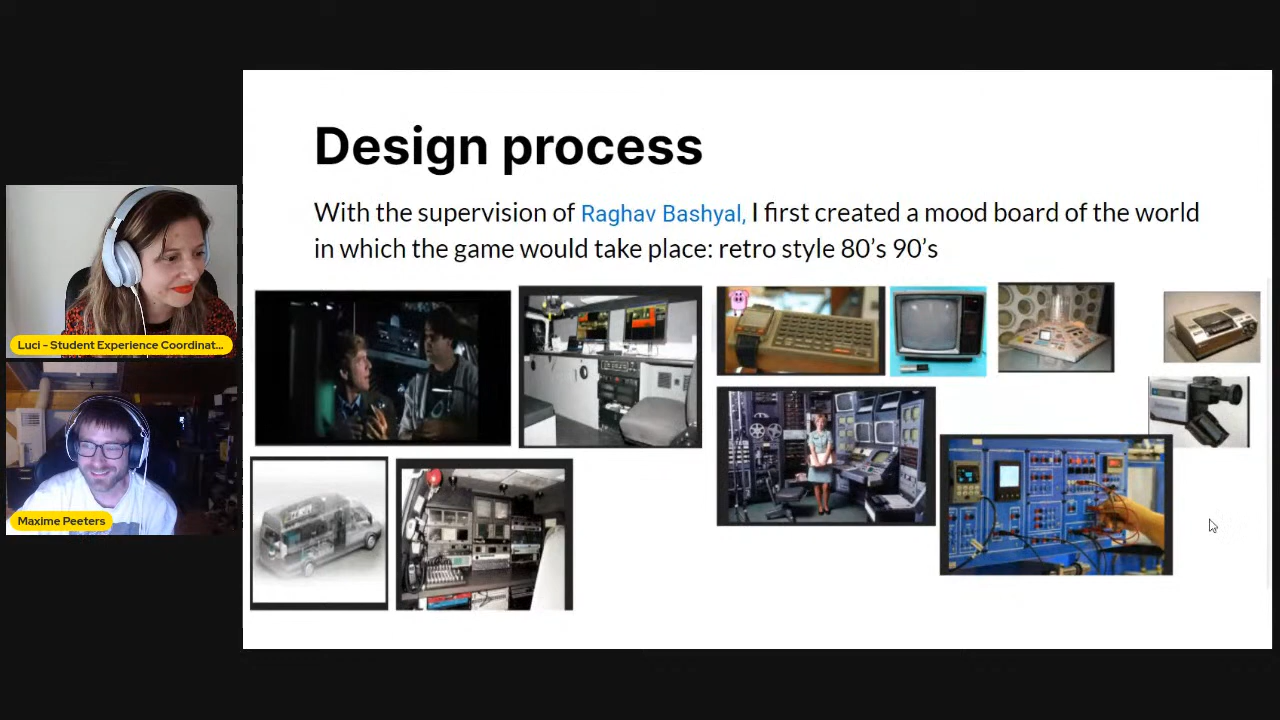 Design process
With the supervision of Raghav Bashyal, I first created a mood board of the world
in which the game would take place: retro style 80’s 90’s
Luci - Student Experience Coordinat...
Maxime Peeters